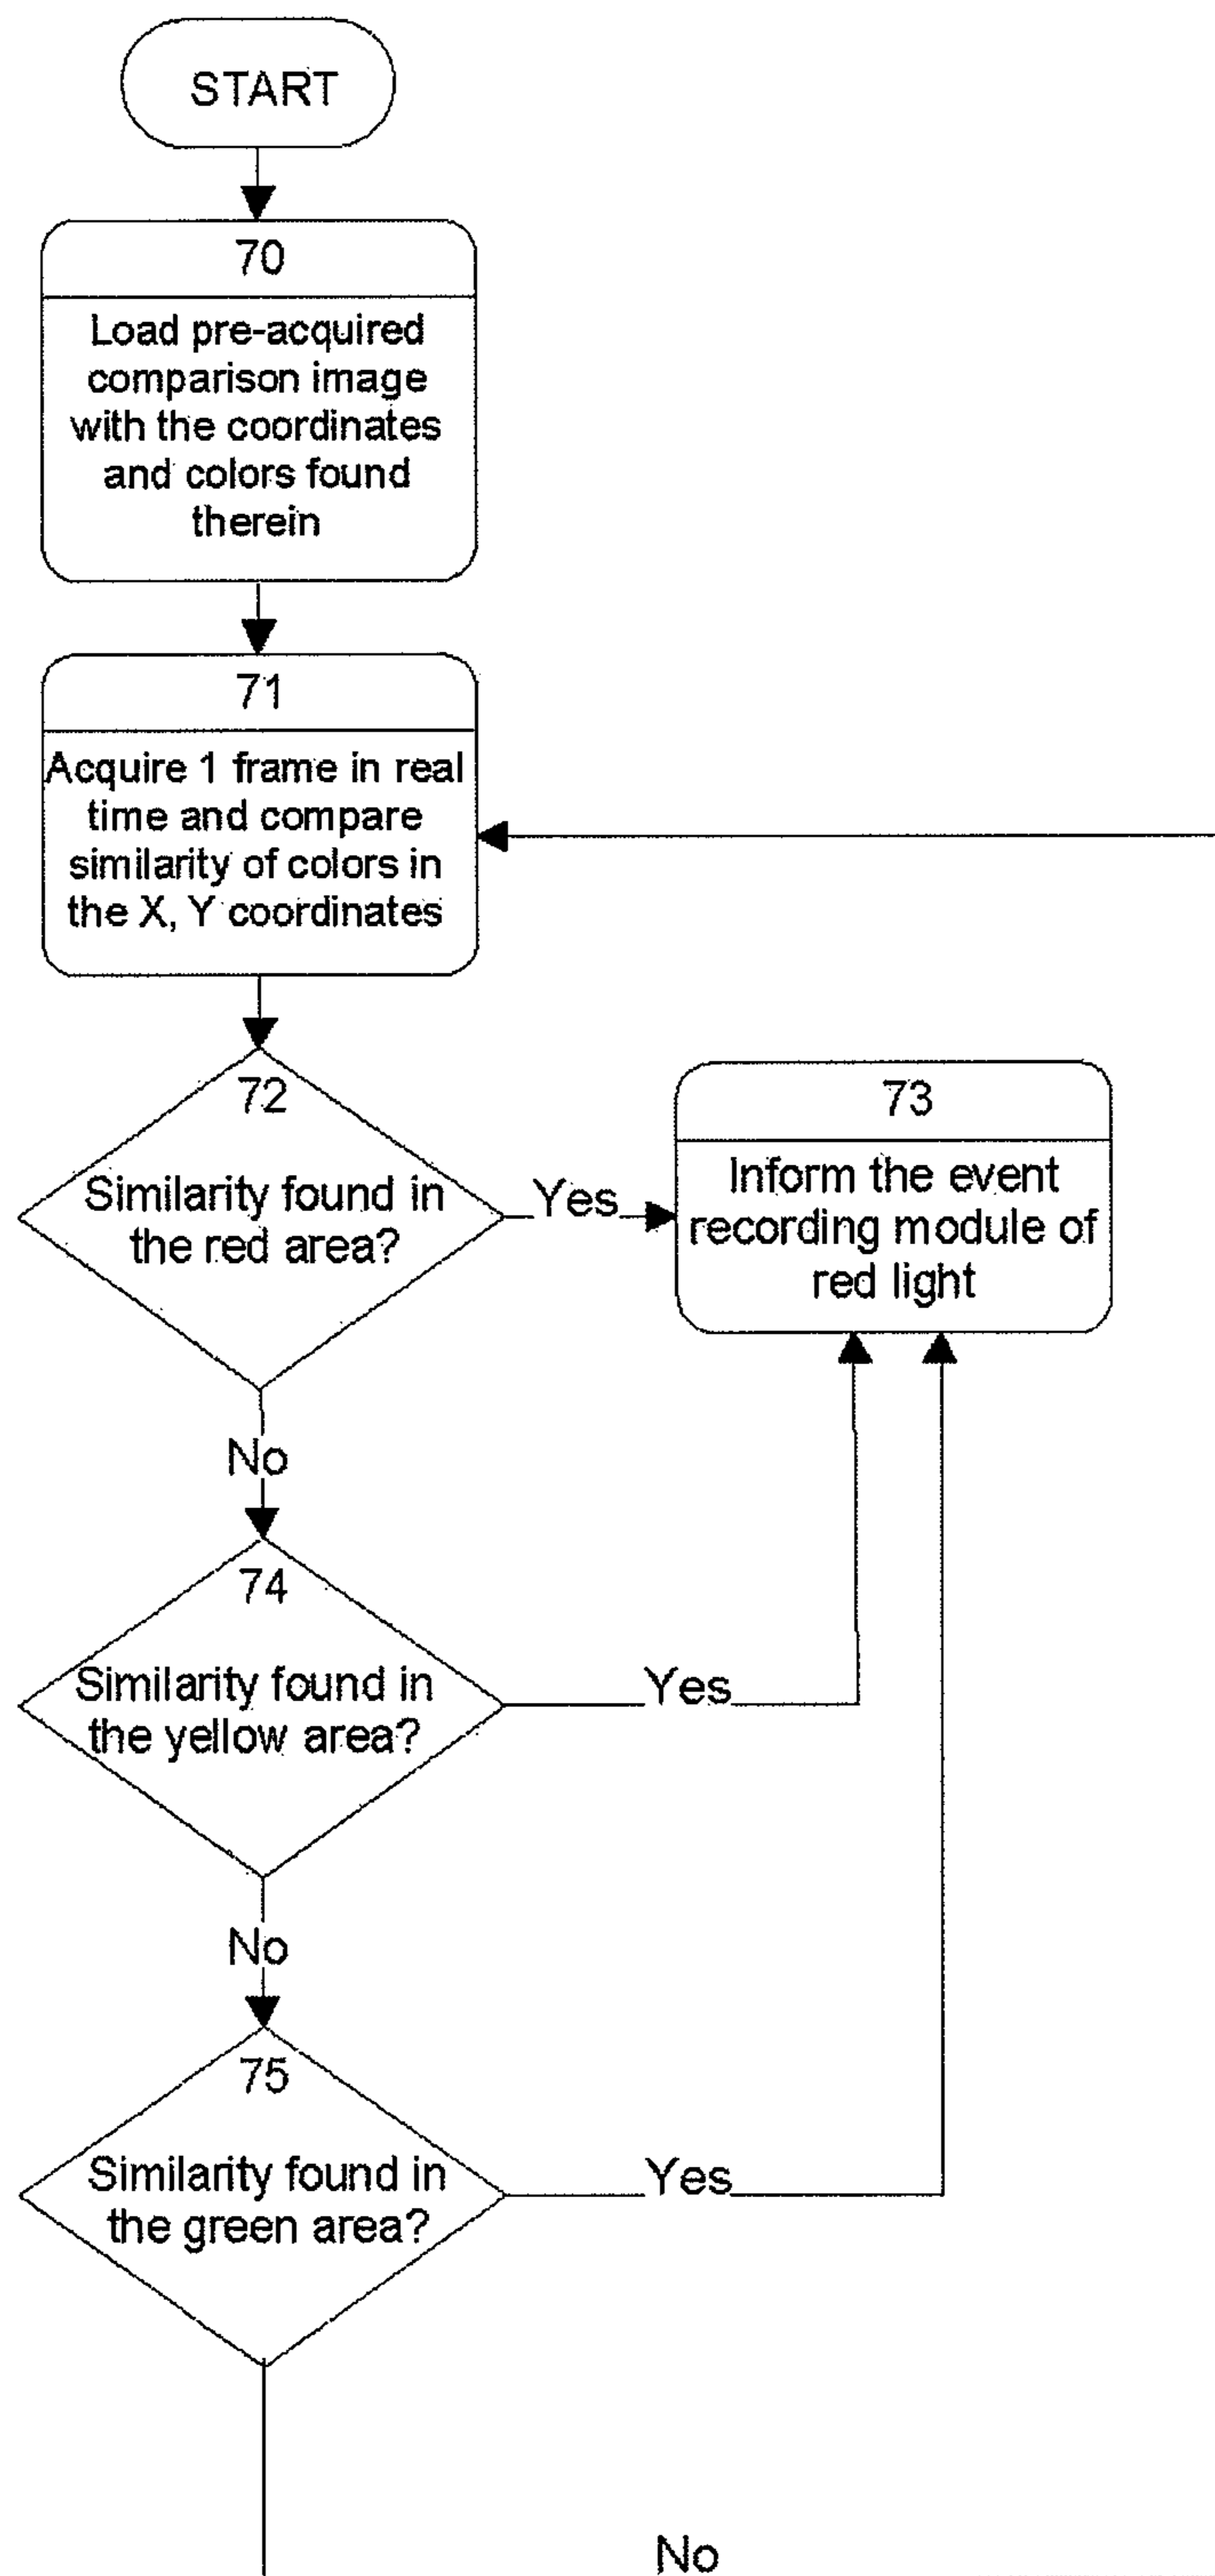 START
70
Load pre-acquired
comparison image
with the coordinates
and colors found
therein
71
Acquire 1 frame in real
time and compare
similarity of colors in
the X, Y coordinates
72
Similarity found in
the red area?
Yes
73
Inform the event
recording module of
red light
No
74
Similarity found in
the yellow area?
Yes
No
75
Similarity found in
the green area?
Yes
No